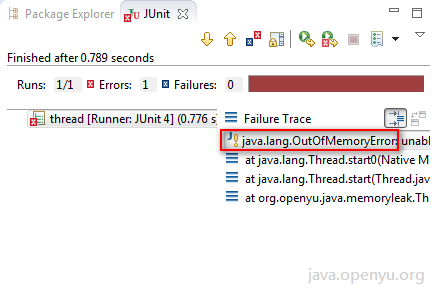 Package Explorer JUnit
Finished after 0.789 seconds
Runs: 1/1 Errors: 1 Failures: 0
thread [Runner: JUnit 4] (0.776 s)
Failure Trace
java.lang.OutOfMemoryError: unabl
at java.lang.Thread.start0(Native M
at java.lang.Thread.start(Thread.jav
at org.openyu.java.memoryleak.Th
java.openyu.org